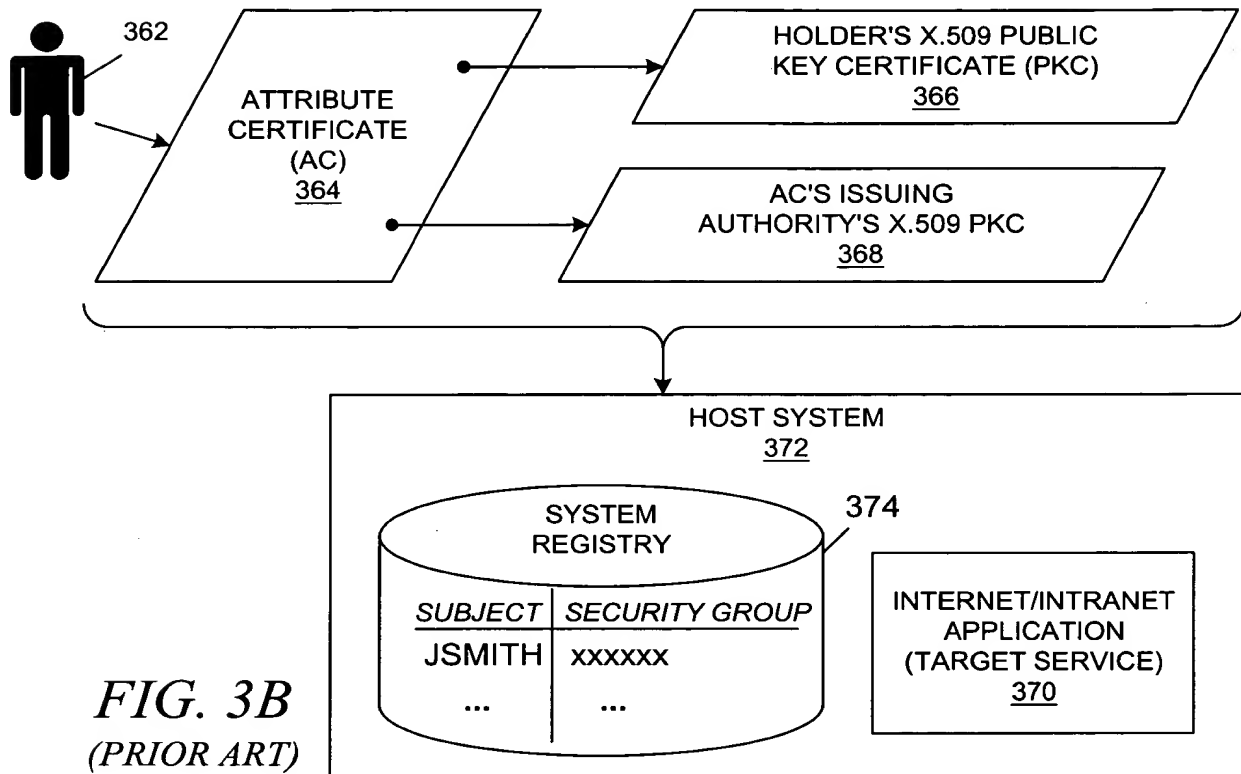 362
ATTRIBUTE
CERTIFICATE
(AC)
364
HOLDER'S X.509 PUBLIC
KEY CERTIFICATE (PKC)
366
AC'S ISSUING
AUTHORITY'S X.509 PKC
368
HOST SYSTEM
372
SYSTEM
REGISTRY
374
SUBJECT SECURITY GROUP
JSMITH xxxxxx
... ...
INTERNET/INTRANET
APPLICATION
(TARGET SERVICE)
370
FIG. 3B
(PRIOR ART)